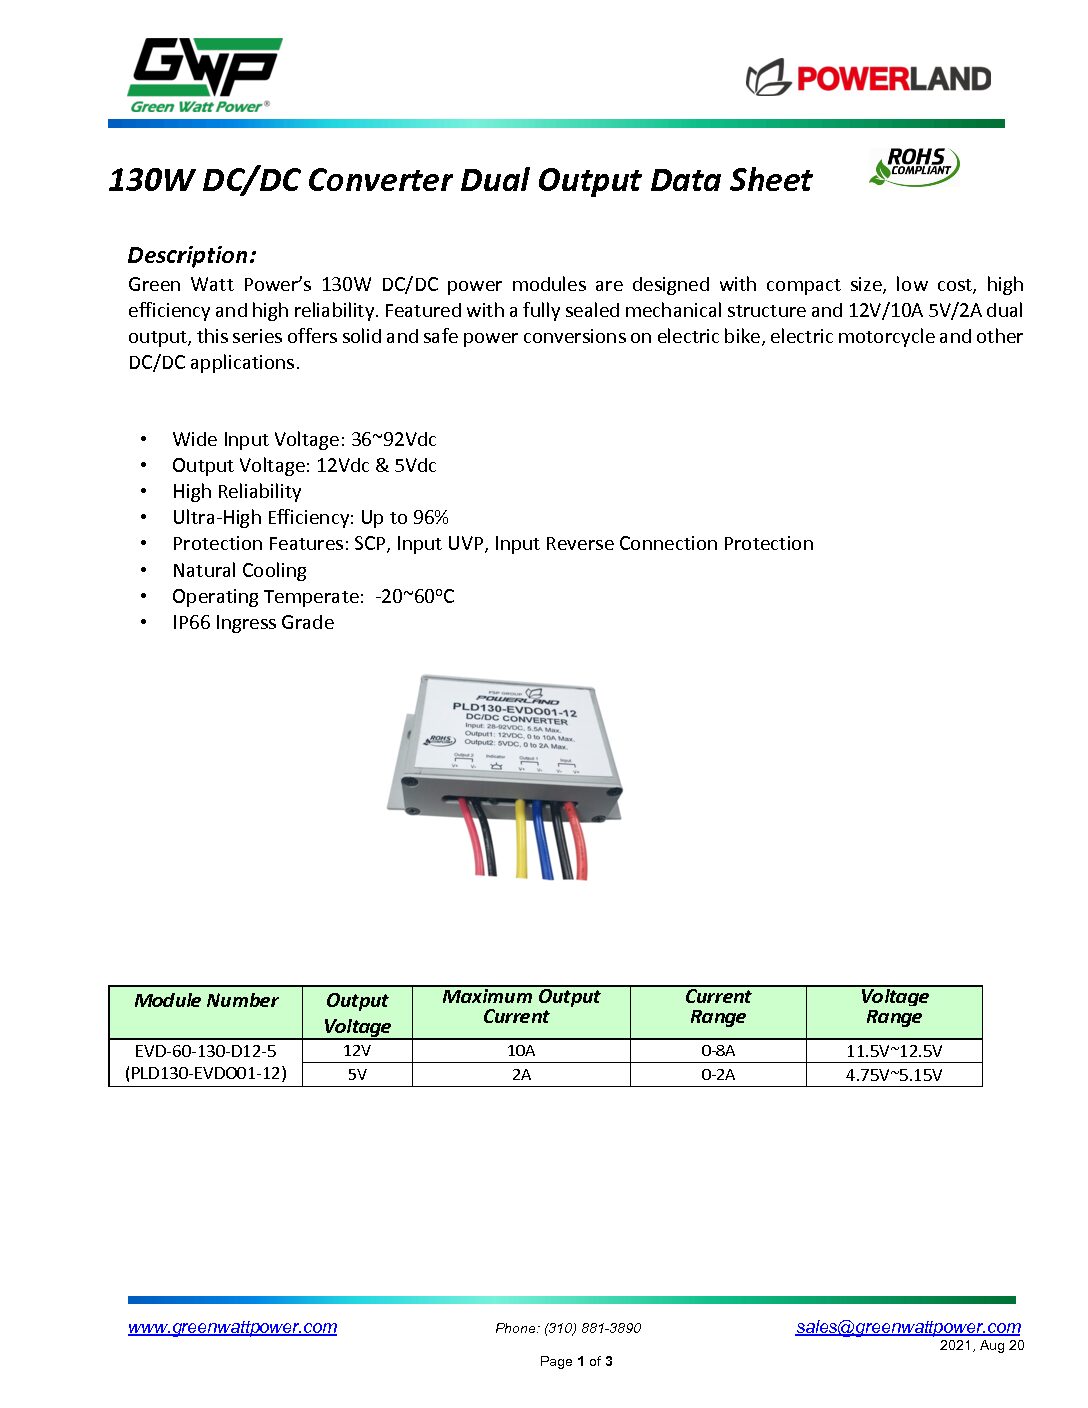 GWP
Green Watt Power®
POWERLAND
130W DC/DC Converter Dual Output Data Sheet
ROHS
COMPLIANT
Description:
Green Watt Power’s 130W DC/DC power modules are designed with compact size, low cost, high
efficiency and high reliability. Featured with a fully sealed mechanical structure and 12V/10A 5V/2A dual
output, this series offers solid and safe power conversions on electric bike, electric motorcycle and other
DC/DC applications.
• Wide Input Voltage: 36~92Vdc
• Output Voltage: 12Vdc & 5Vdc
• High Reliability
• Ultra-High Efficiency: Up to 96%
• Protection Features: SCP, Input UVP, Input Reverse Connection Protection
• Natural Cooling
• Operating Temperate: -20~60°C
• IP66 Ingress Grade
FSP GROUP
POWERLAND
PLD130-EVDO01-12
DC/DC CONVERTER
Input: 28-92VDC, 5.5A Max.
Output1: 12VDC, 0 to 10A Max.
Output2: 5VDC, 0 to 2A Max.
ROHS
COMPLIANT
Output 2 Indicator Output 1 Input
V+ V- V+ V- V- V+
Module Number Output Voltage Maximum Output Current Current Range Voltage Range
EVD-60-130-D12-5 12V 10A 0-8A 11.5V~12.5V
(PLD130-EVDO01-12) 5V 2A 0-2A 4.75V~5.15V
www.greenwattpower.com Phone: (310) 881-3890 sales@greenwattpower.com
2021, Aug 20
Page 1 of 3